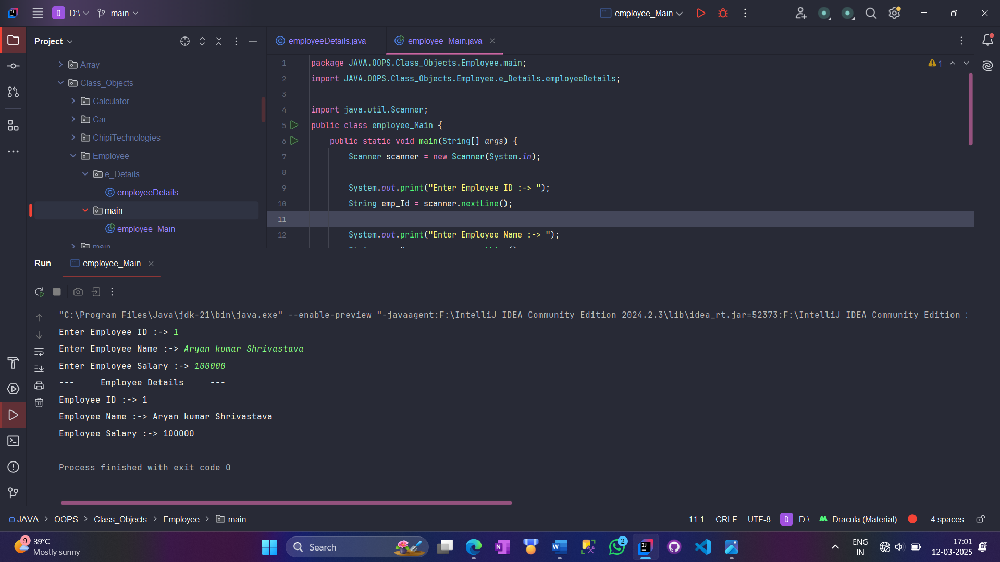 D D:\ main employee_Main
Project employeeDetails.java employee_Main.java
Array
Class_Objects
Calculator
Car
ChipiTechnologies
Employee
e_Details
employeeDetails
main
employee_Main
main
1 package JAVA.OOPS.Class_Objects.Employee.main;
2 import JAVA.OOPS.Class_Objects.Employee.e_Details.employeeDetails;
3
4 import java.util.Scanner;
5 public class employee_Main {
6 public static void main(String[] args) {
7 Scanner scanner = new Scanner(System.in);
8
9 System.out.print("Enter Employee ID :-> ");
10 String emp_Id = scanner.nextLine();
11
12 System.out.print("Enter Employee Name :-> ");
1
Run employee_Main
"C:\Program Files\Java\jdk-21\bin\java.exe" --enable-preview "-javaagent:F:\IntelliJ IDEA Community Edition 2024.2.3\lib\idea_rt.jar=52373:F:\IntelliJ IDEA Community Edition
Enter Employee ID :-> 1
Enter Employee Name :-> Aryan kumar Shrivastava
Enter Employee Salary :-> 100000
--- Employee Details ---
Employee ID :-> 1
Employee Name :-> Aryan kumar Shrivastava
Employee Salary :-> 100000
Process finished with exit code 0
JAVA > OOPS > Class_Objects > Employee > main 11:1 CRLF UTF-8 D D:\ Dracula (Material) 4 spaces
9 39°C
Mostly sunny
Search
2
ENG
IN
17:01
12-03-2025